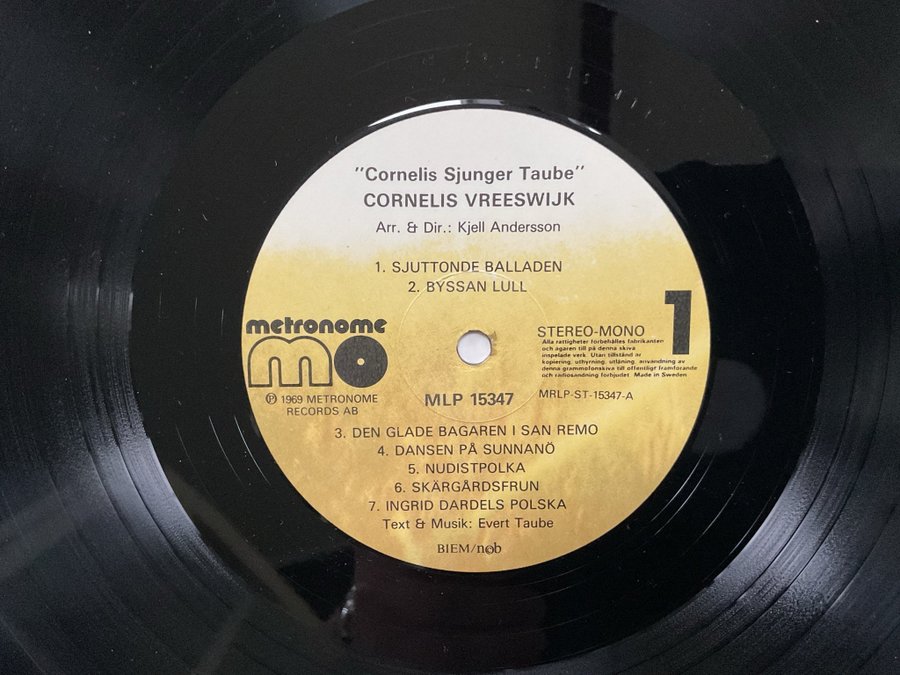 "Cornelis Sjunger Taube"
CORNELIS VREESWIJK
Arr. & Dir.: Kjell Andersson
1. SJUTTONDE BALLADEN
2. BYSSAN LULL
metronome
mo
℗ 1969 METRONOME
RECORDS AB
MLP 15347
STEREO-MONO
1
Alla rättigheter förbehålles fabrikanten
och ägaren till på denna skiva
inspelade verk. Utan tillstånd är
kopiering, uthyrning, utlåning, användning av
denna grammofonskiva till offentligt framförande
och radiosändning förbjudet. Made in Sweden
MRLP-ST-15347-A
3. DEN GLADE BAGAREN I SAN REMO
4. DANSEN PÅ SUNNANÖ
5. NUDISTPOLKA
6. SKÄRGÅRDSFRUN
7. INGRID DARDELS POLSKA
Text & Musik: Evert Taube
BIEM/ncb